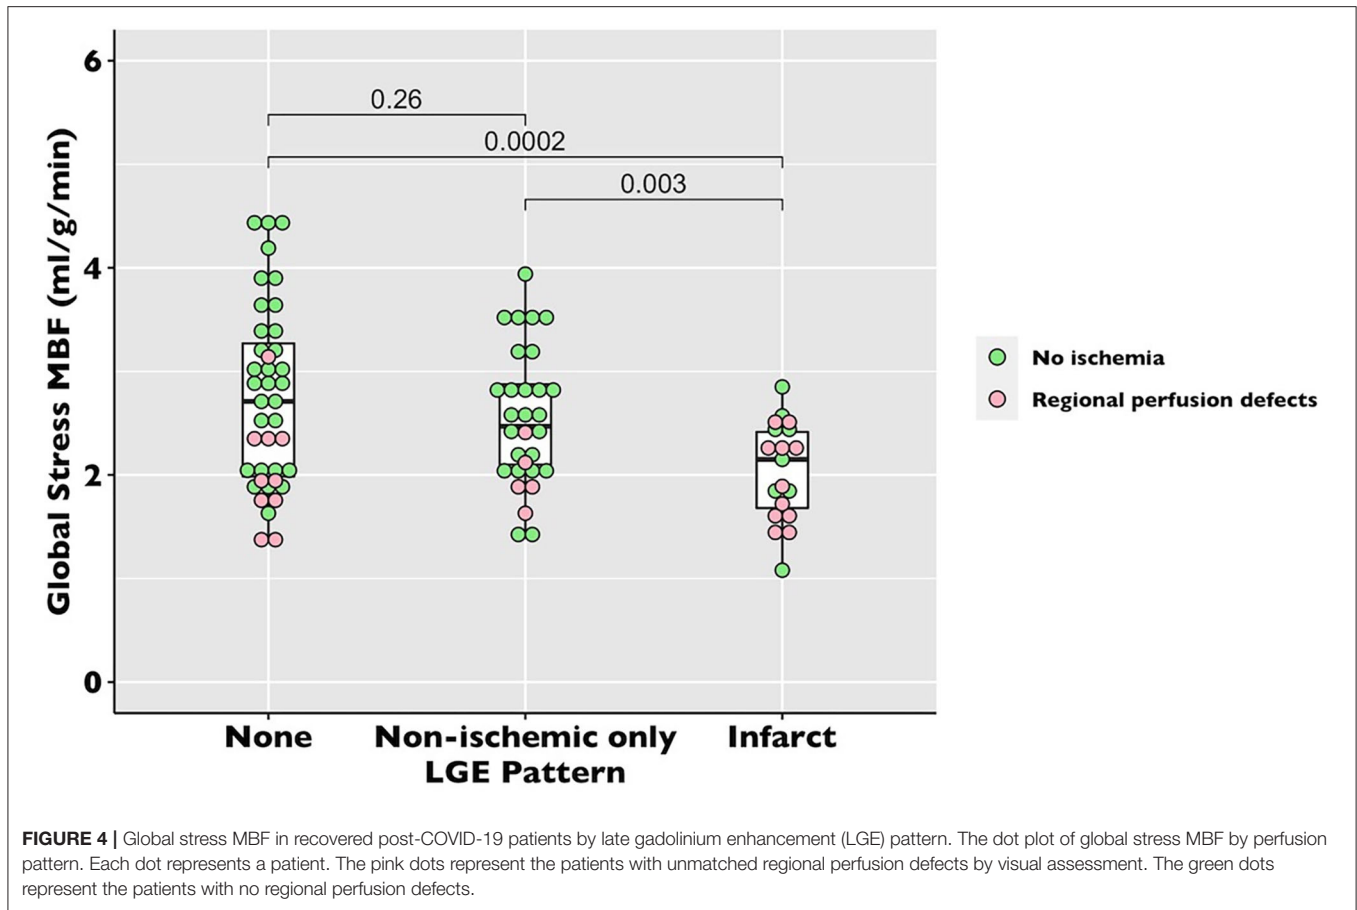 6
0.26
0.0002
0.003
4
2
0
Global Stress MBF (ml/g/min)
No ischemia
Regional perfusion defects
None
Non-ischemic only
Infarct
LGE Pattern
FIGURE 4 | Global stress MBF in recovered post-COVID-19 patients by late gadolinium enhancement (LGE) pattern. The dot plot of global stress MBF by perfusion
pattern. Each dot represents a patient. The pink dots represent the patients with unmatched regional perfusion defects by visual assessment. The green dots
represent the patients with no regional perfusion defects.